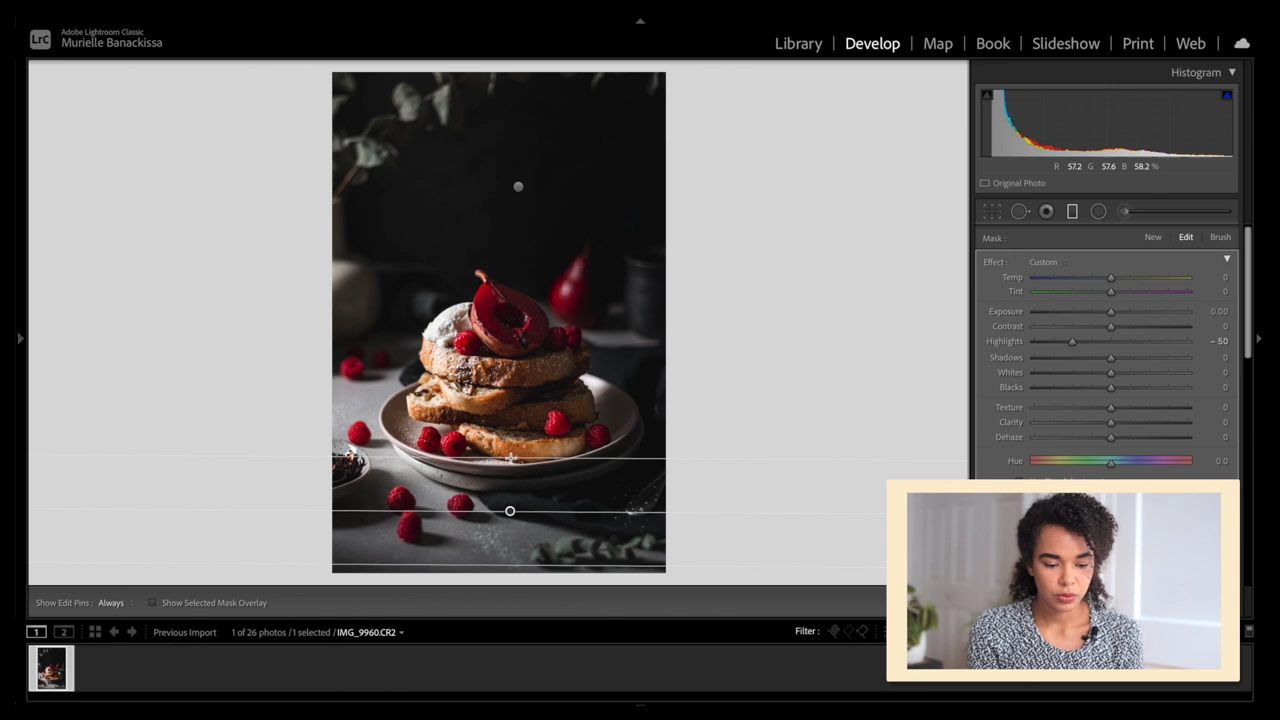 LrC
Adobe Lightroom Classic
Murielle Banackissa
Library | Develop | Map | Book | Slideshow | Print | Web |
Histogram
R 57.2 G 57.6 B 58.2 %
Original Photo
Mask : New Edit Brush
Effect : Custom
Temp 0
Tint 0
Exposure 0.00
Contrast 0
Highlights – 50
Shadows 0
Whites 0
Blacks 0
Texture 0
Clarity 0
Dehaze 0
Hue 0.0
Show Edit Pins : Always Show Selected Mask Overlay
1 2 Previous Import 1 of 26 photos / 1 selected / IMG_9960.CR2 Filter :